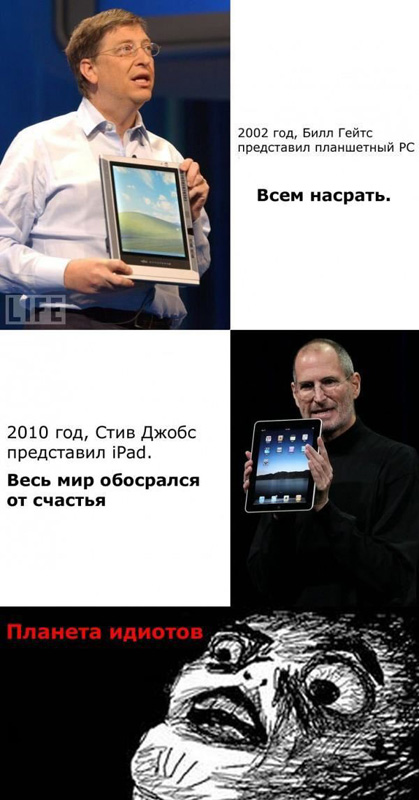 2002 год, Билл Гейтс
представил планшетный PC
Всем насрать.
LIFE
2010 год, Стив Джобс
представил iPad.
Весь мир обосрался
от счастья
Планета идиотов